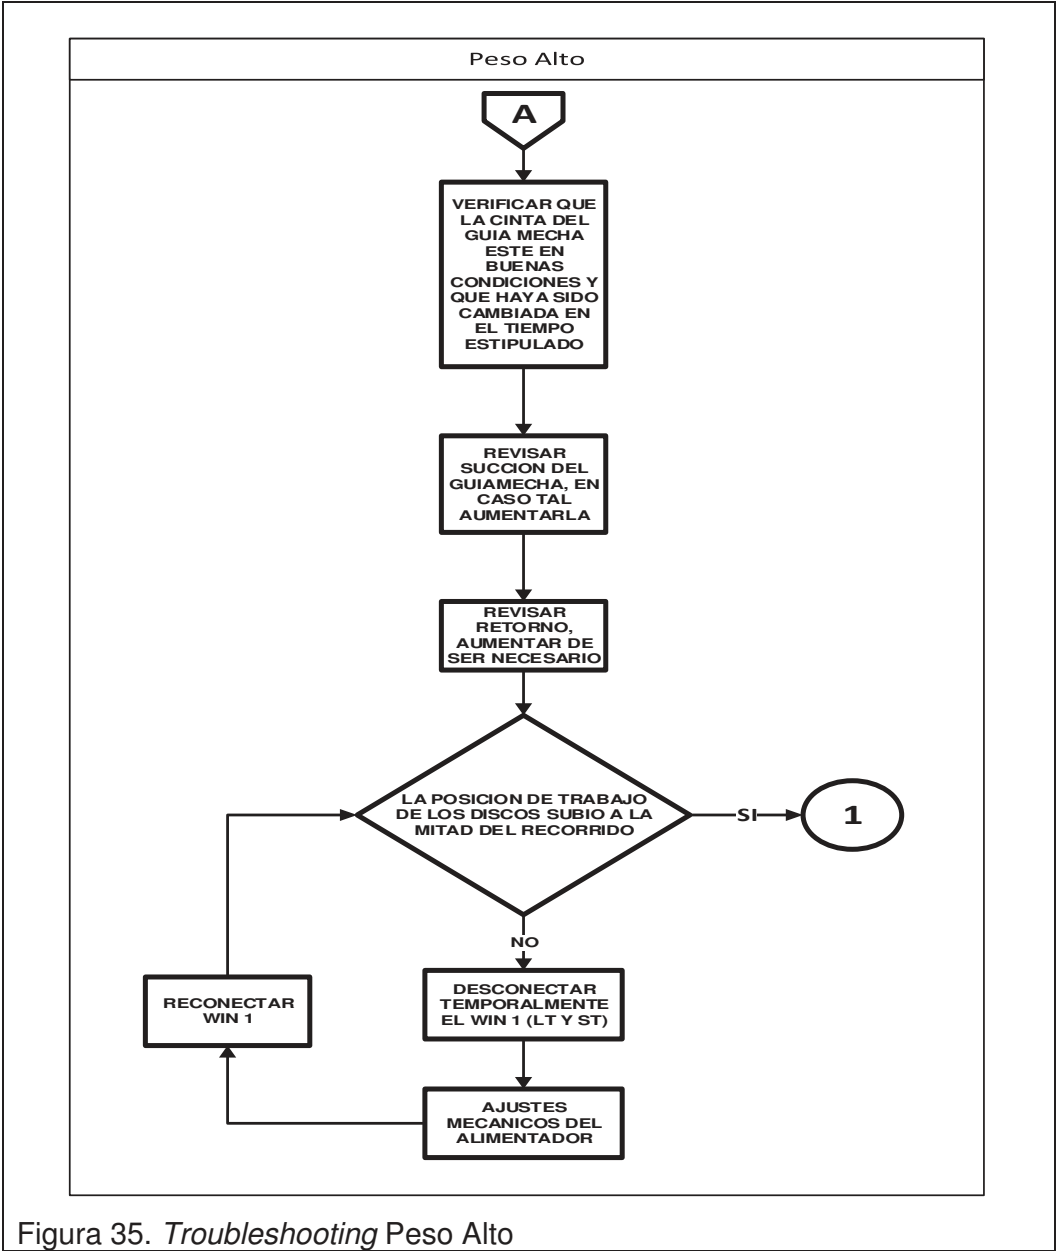 Peso Alto
A
VERIFICAR QUE
LA CINTA DEL
GUIA MECHA
ESTE EN
BUENAS
CONDICIONES Y
QUE HAYA SIDO
CAMBIADA EN
EL TIEMPO
ESTIPULADO
REVISAR
SUCCION DEL
GUIAMECHA, EN
CASO TAL
AUMENTARLA
REVISAR
RETORNO,
AUMENTAR DE
SER NECESARIO
LA POSICION DE TRABAJO
DE LOS DISCOS SUBIO A LA
MITAD DEL RECORRIDO
SI
1
NO
DESCONECTAR
TEMPORALMENTE
EL WIN 1 (LT Y ST)
RECONECTAR
WIN 1
AJUSTES
MECANICOS DEL
ALIMENTADOR
Figura 35. Troubleshooting Peso Alto